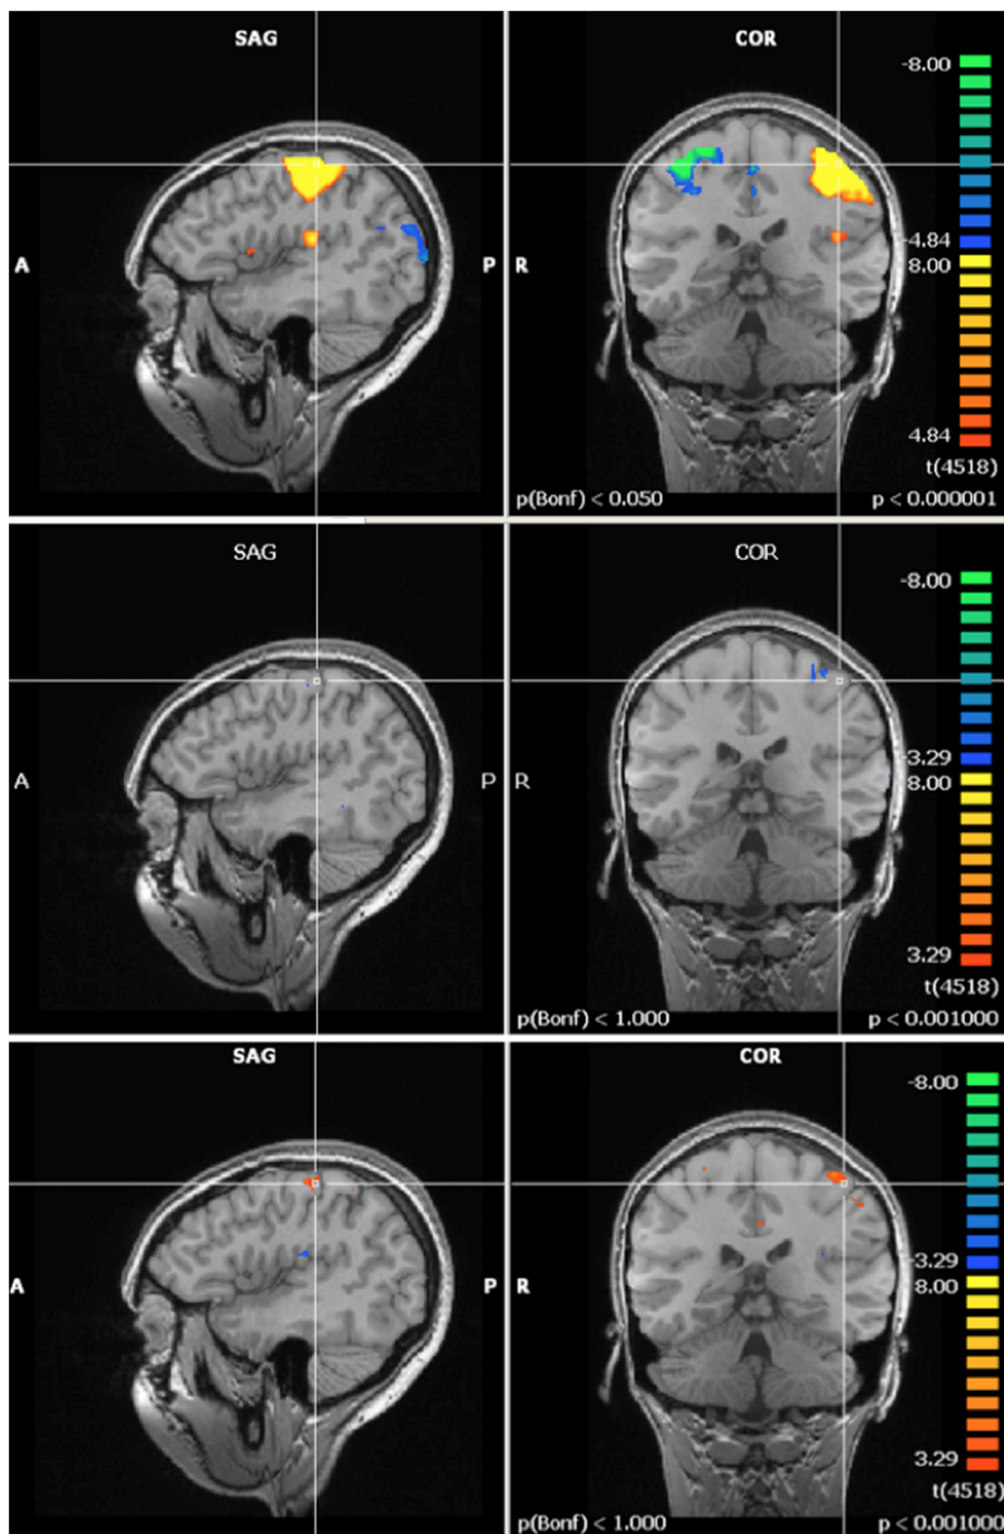 SAG
COR
-8.00
-4.84
8.00
A
P
R
4.84
t(4518)
p(Bonf) < 0.050
p < 0.000001
SAG
COR
-8.00
-3.29
8.00
A
P
R
3.29
t(4518)
p(Bonf) < 1.000
p < 0.001000
SAG
COR
-8.00
-3.29
8.00
A
P
R
3.29
t(4518)
p(Bonf) < 1.000
p < 0.001000